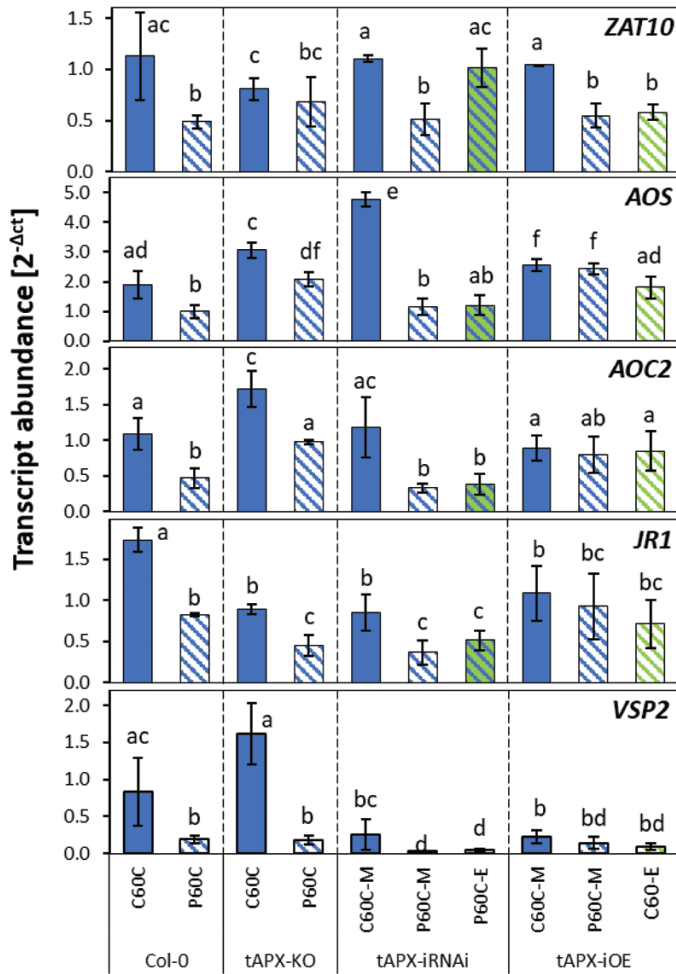 Transcript abundance [2^-Δct]
ZAT10
1.5
1.0
0.5
0.0
ac
b
c
bc
a
b
ac
a
b
b
AOS
5.0
4.0
3.0
2.0
1.0
0.0
ad
b
c
df
e
b
ab
f
f
ad
AOC2
2.0
1.5
1.0
0.5
0.0
a
b
c
a
ac
b
b
a
ab
a
JR1
1.5
1.0
0.5
0.0
a
b
b
c
b
c
c
b
bc
bc
VSP2
2.0
1.5
1.0
0.5
0.0
ac
b
a
b
bc
d
d
b
bd
bd
C60C
P60C
C60C
P60C
C60C-M
P60C-M
P60C-E
C60C-M
P60C-M
C60-E
Col-0
tAPX-KO
tAPX-iRNAi
tAPX-iOE